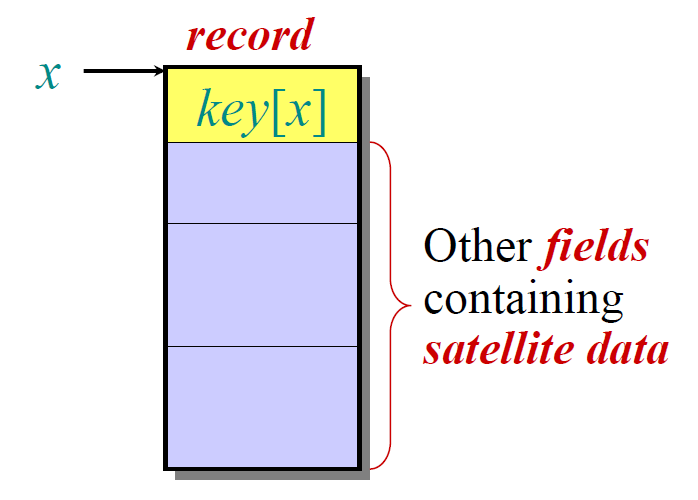 record
x
key[x]
Other fields
containing
satellite data